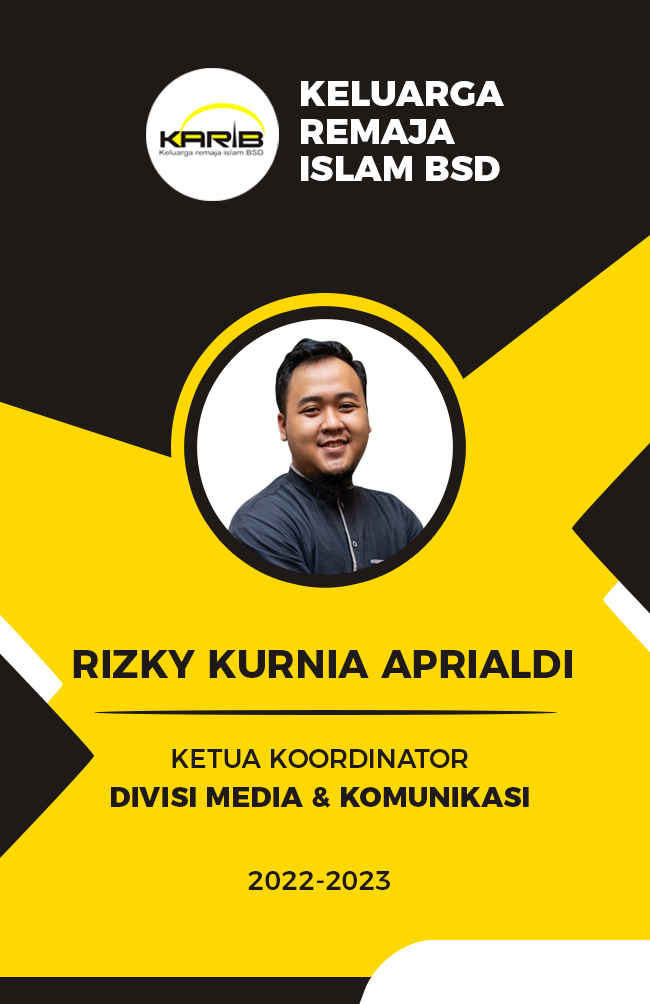 KARIB
Keluarga remaja islam BSD
KELUARGA
REMAJA
ISLAM BSD
RIZKY KURNIA APRIALDI
KETUA KOORDINATOR
DIVISI MEDIA & KOMUNIKASI
2022-2023